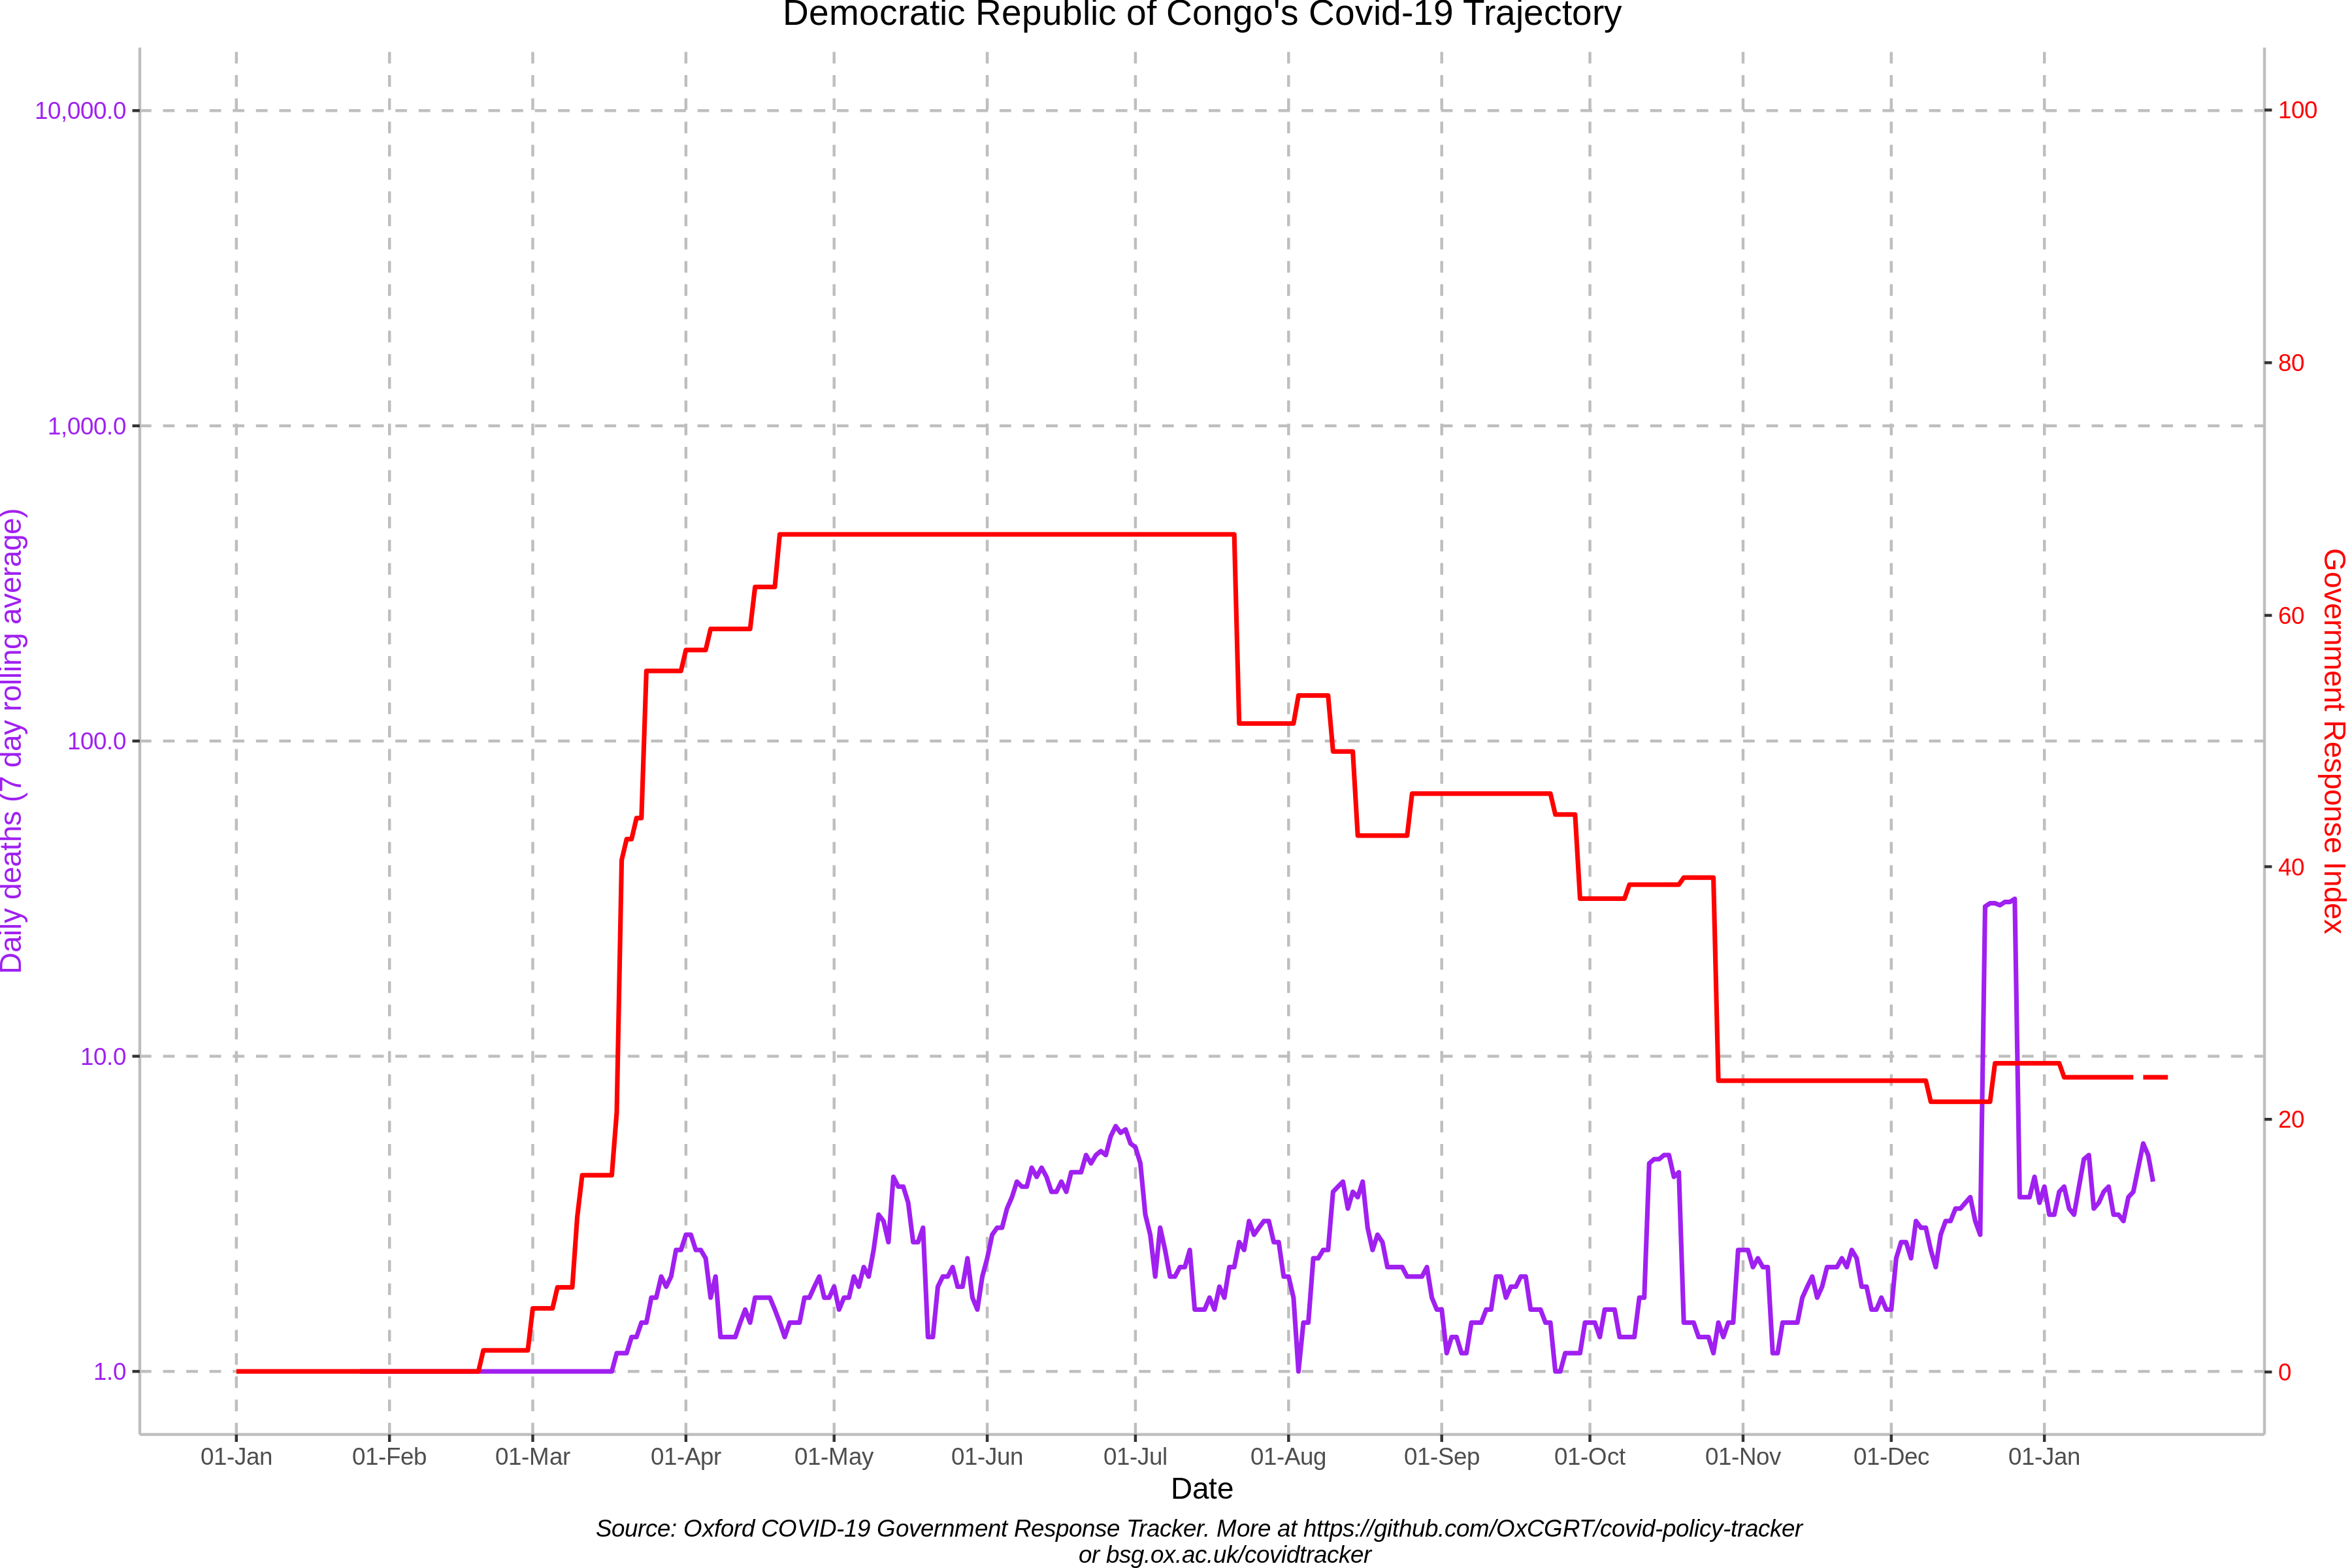 Democratic Republic of Congo's Covid-19 Trajectory
Daily deaths (7 day rolling average)
10,000.0
1,000.0
100.0
10.0
1.0
100
80
60
40
20
0
Government Response Index
01-Jan
01-Feb
01-Mar
01-Apr
01-May
01-Jun
01-Jul
01-Aug
01-Sep
01-Oct
01-Nov
01-Dec
01-Jan
Date
Source: Oxford COVID-19 Government Response Tracker. More at https://github.com/OxCGRT/covid-policy-tracker
or bsg.ox.ac.uk/covidtracker